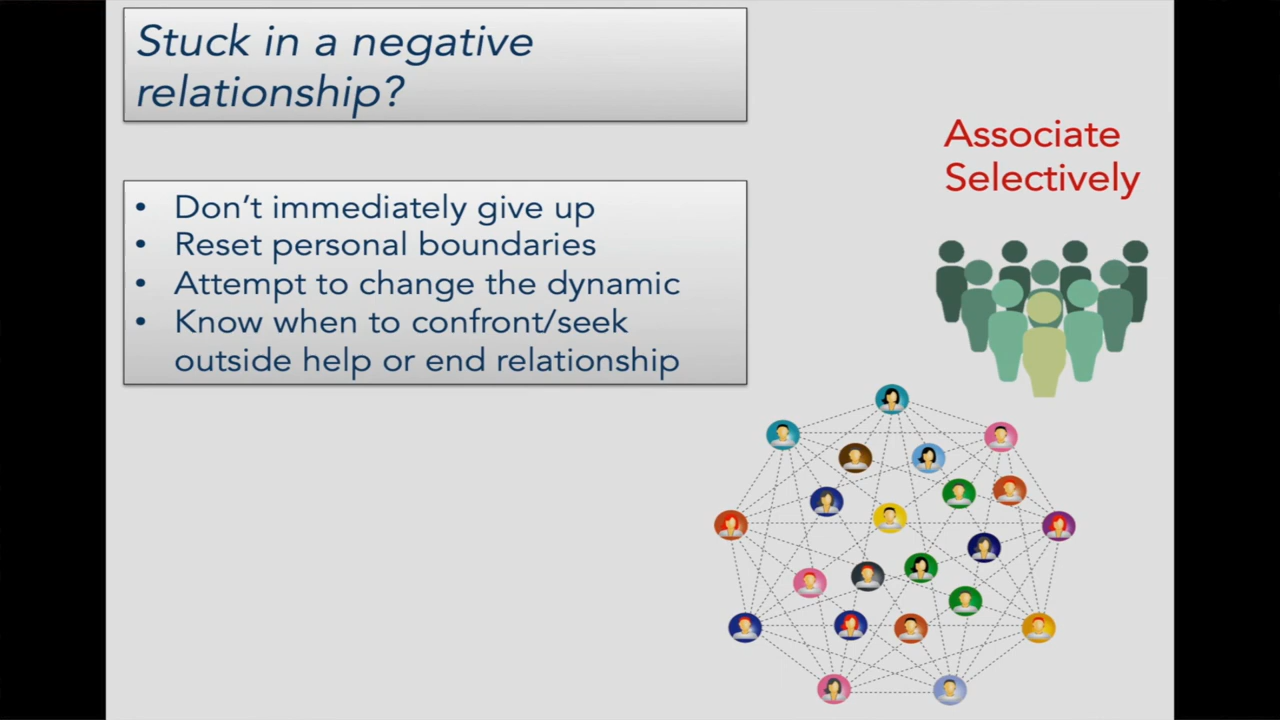 Stuck in a negative
relationship?
Associate
Selectively
• Don't immediately give up
• Reset personal boundaries
• Attempt to change the dynamic
• Know when to confront/seek
outside help or end relationship